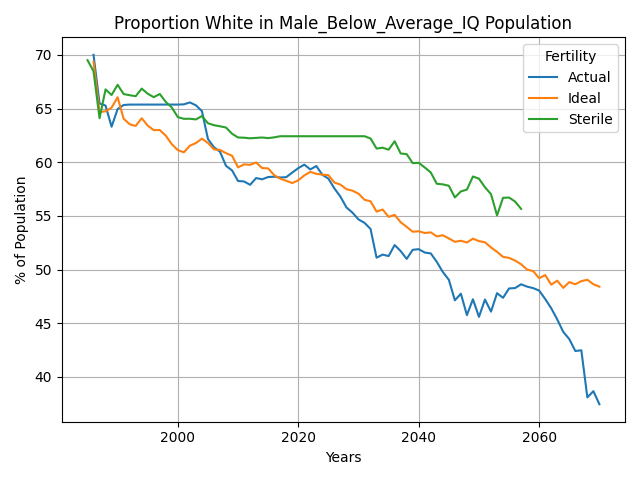 Proportion White in Male_Below_Average_IQ Population
Fertility
Actual
Ideal
Sterile
% of Population
70
65
60
55
50
45
40
2000
2020
2040
2060
Years